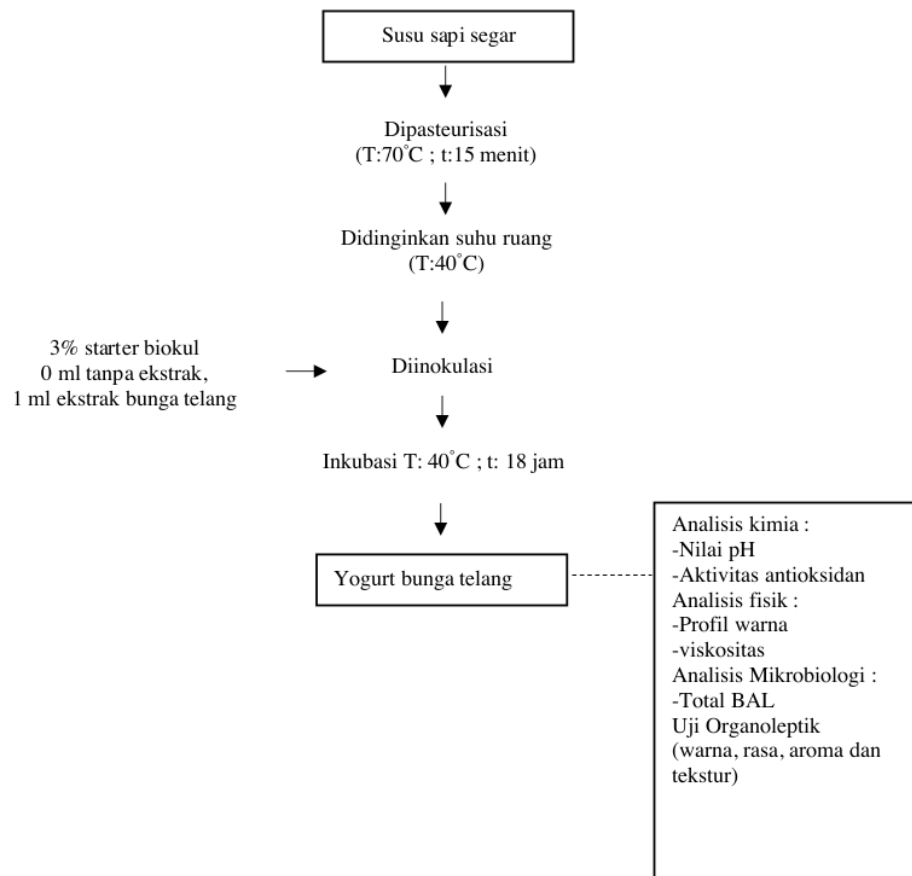 Susu sapi segar
Dipasteurisasi
(T:70°C ; t:15 menit)
Didinginkan suhu ruang
(T:40°C)
3% starter biokul
0 ml tanpa ekstrak,
1 ml ekstrak bunga telang
Diinokulasi
Inkubasi T: 40°C ; t: 18 jam
Yogurt bunga telang
Analisis kimia :
-Nilai pH
-Aktivitas antioksidan
Analisis fisik :
-Profil warna
-viskositas
Analisis Mikrobiologi :
-Total BAL
Uji Organoleptik
(warna, rasa, aroma dan
tekstur)